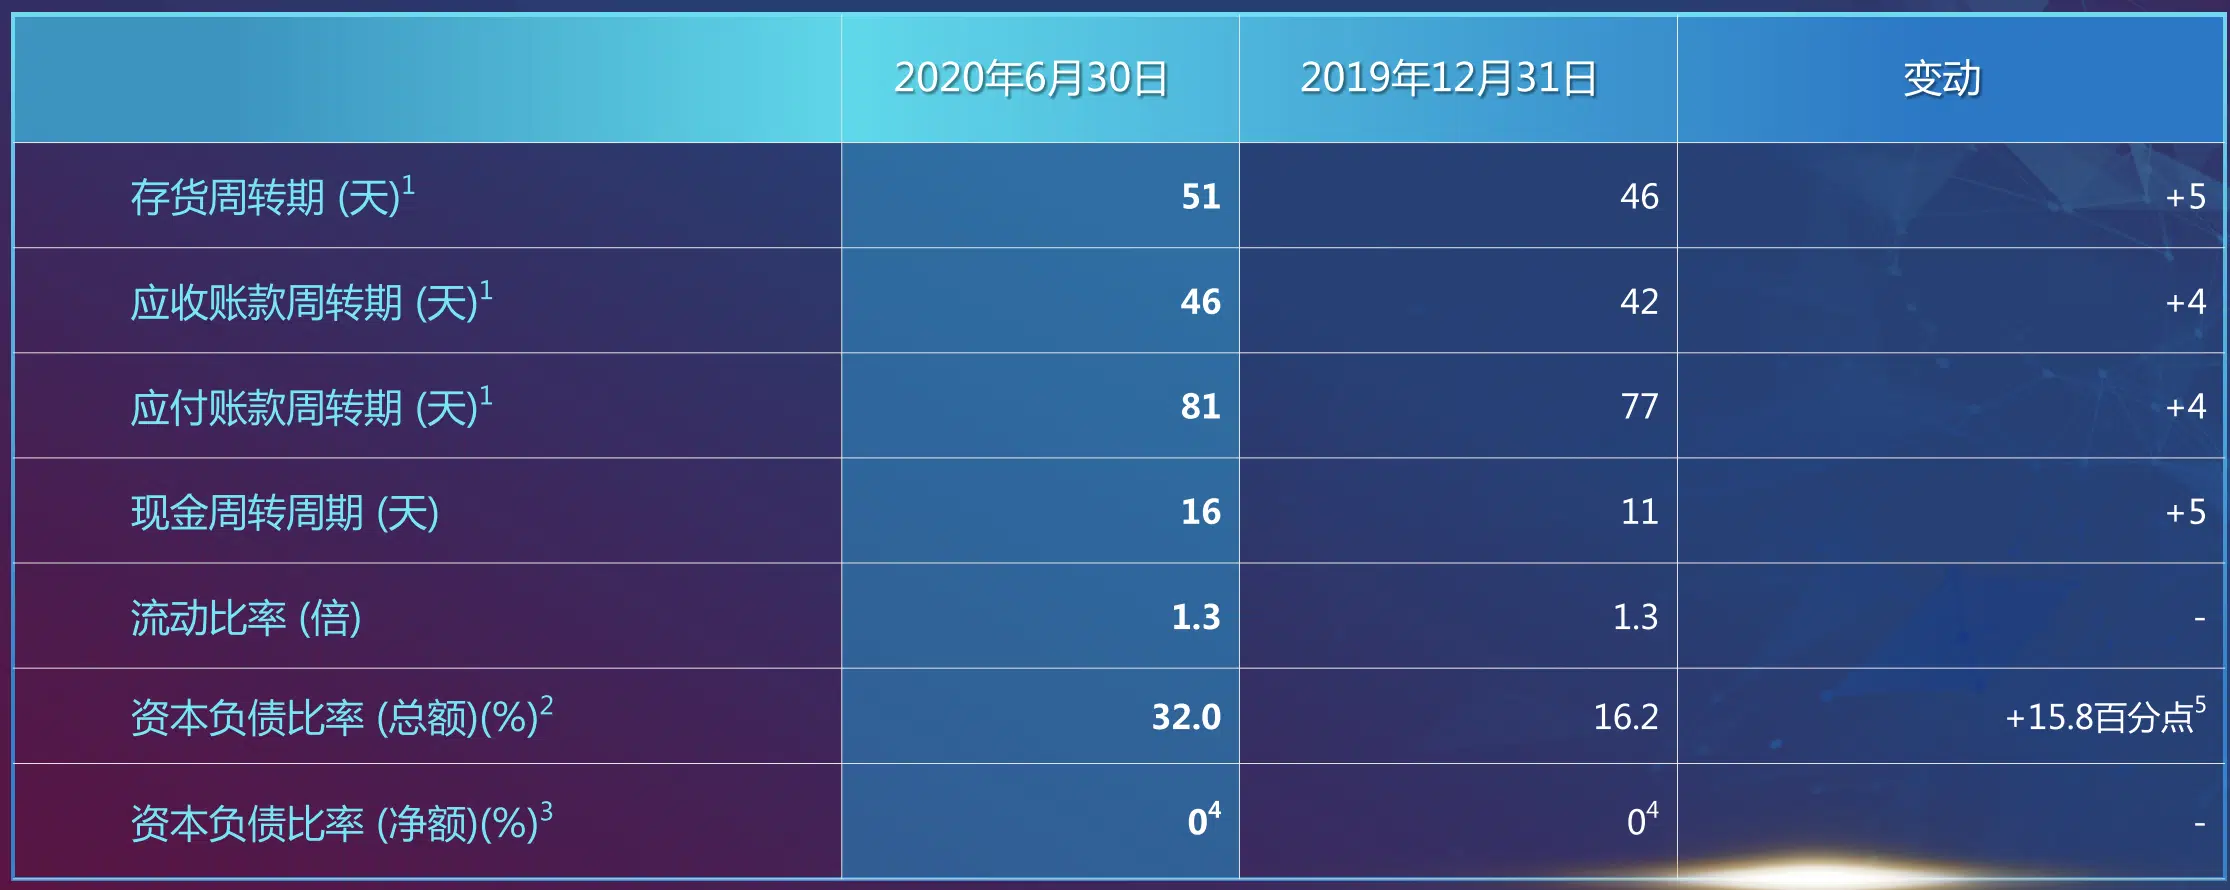 2020年6月30日 2019年12月31日 变动
存货周转期 (天)1 51 46 +5
应收账款周转期 (天)1 46 42 +4
应付账款周转期 (天)1 81 77 +4
现金周转周期 (天) 16 11 +5
流动比率 (倍) 1.3 1.3 -
资本负债比率 (总额)(%)2 32.0 16.2 +15.8百分点5
资本负债比率 (净额)(%)3 04 04 -